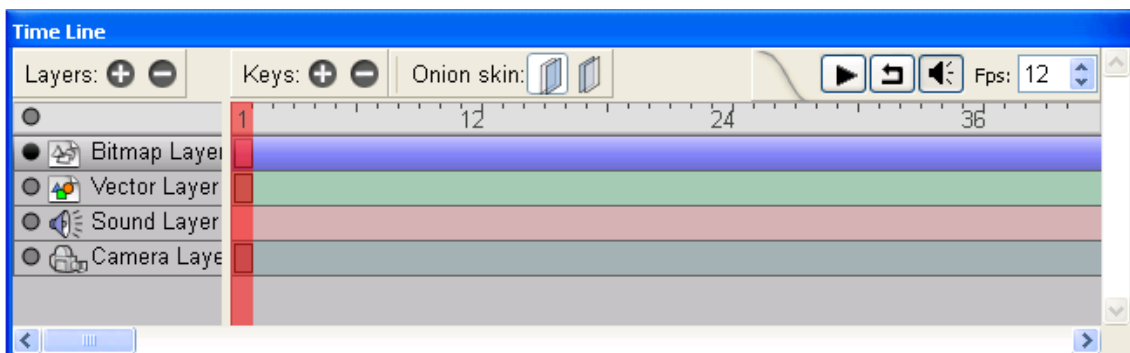 Time Line
Layers: Keys: Onion skin: Fps: 12
1 12 24 36
Bitmap Layer
Vector Layer
Sound Layer
Camera Laye